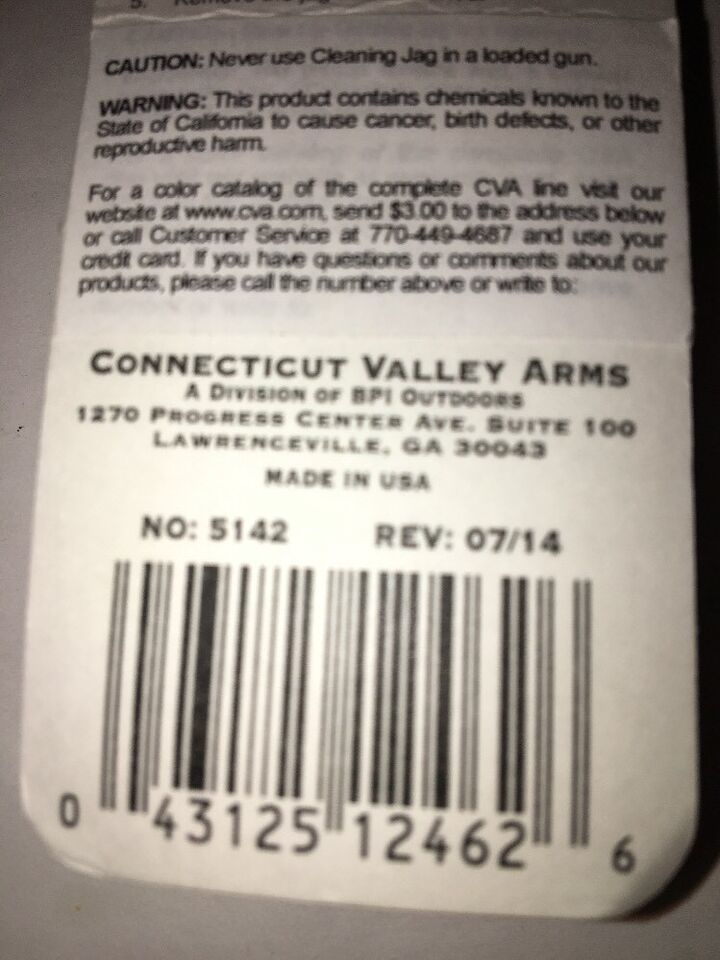 5. Remove the jag
CAUTION: Never use Cleaning Jag in a loaded gun.
WARNING: This product contains chemicals known to the
State of California to cause cancer, birth defects, or other
reproductive harm.
For a color catalog of the complete CVA line visit our
website at www.cva.com, send $3.00 to the address below
or call Customer Service at 770-449-4687 and use your
credit card. If you have questions or comments about our
products, please call the number above or write to:
CONNECTICUT VALLEY ARMS
A DIVISION OF BPI OUTDOORS
1270 PROGRESS CENTER AVE. SUITE 100
LAWRENCEVILLE, GA 30043
MADE IN USA
NO: 5142 REV: 07/14
0 43125 12462 6